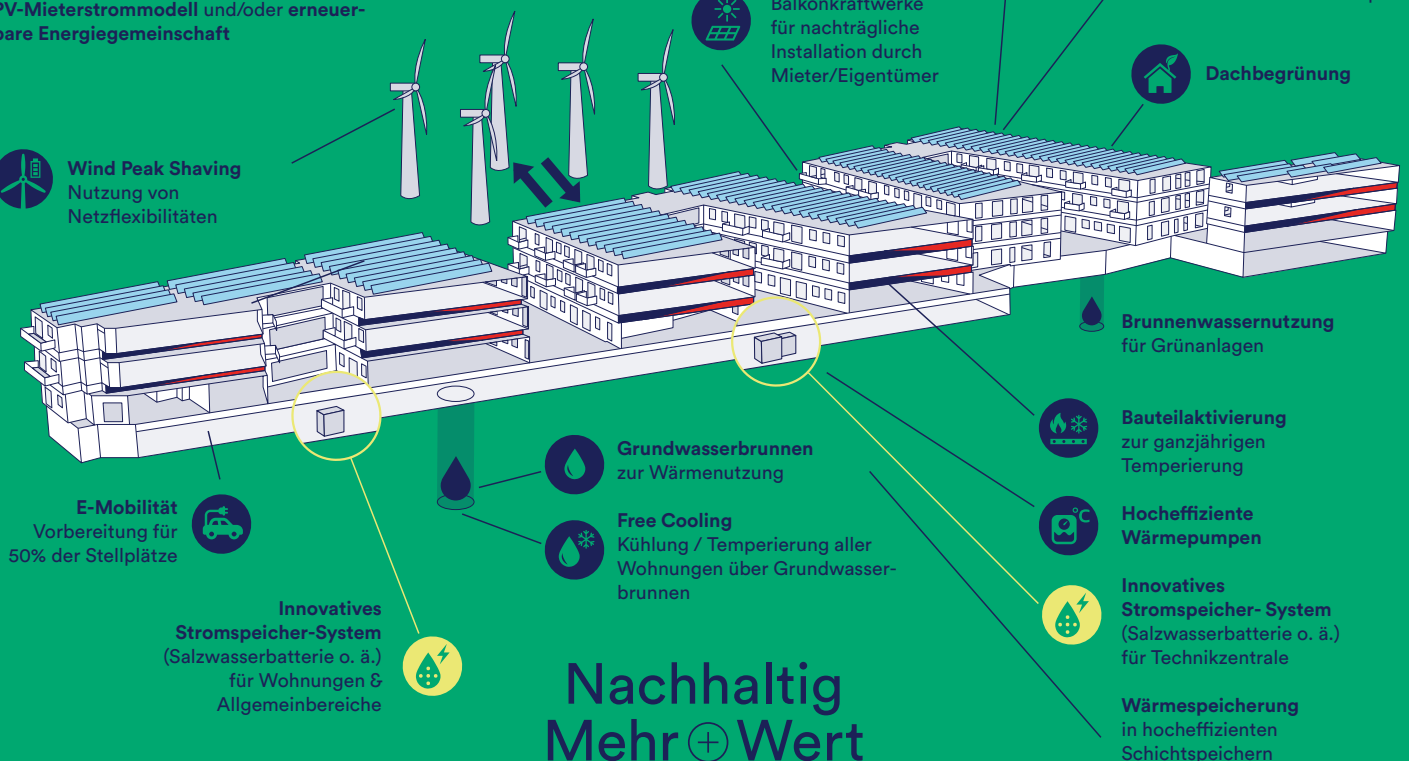 PV-Mieterstrommodell und/oder erneuer-
bare Energiegemeinschaft
Balkonkraftwerke
für nachträgliche
Installation durch
Mieter/Eigentümer
Dachbegrünung
Wind Peak Shaving
Nutzung von
Netzflexibilitäten
Brunnenwassernutzung
für Grünanlagen
Bauteilaktivierung
zur ganzjährigen
Temperierung
Grundwasserbrunnen
zur Wärmenutzung
E-Mobilität
Vorbereitung für
50% der Stellplätze
Free Cooling
Kühlung / Temperierung aller
Wohnungen über Grundwasser-
brunnen
°C
Hocheffiziente
Wärmepumpen
Innovatives
Stromspeicher- System
(Salzwasserbatterie o. ä.)
für Technikzentrale
Innovatives
Stromspeicher-System
(Salzwasserbatterie o. ä.)
für Wohnungen &
Allgemeinbereiche
Nachhaltig
Mehr + Wert
Wärmespeicherung
in hocheffizienten
Schichtspeichern